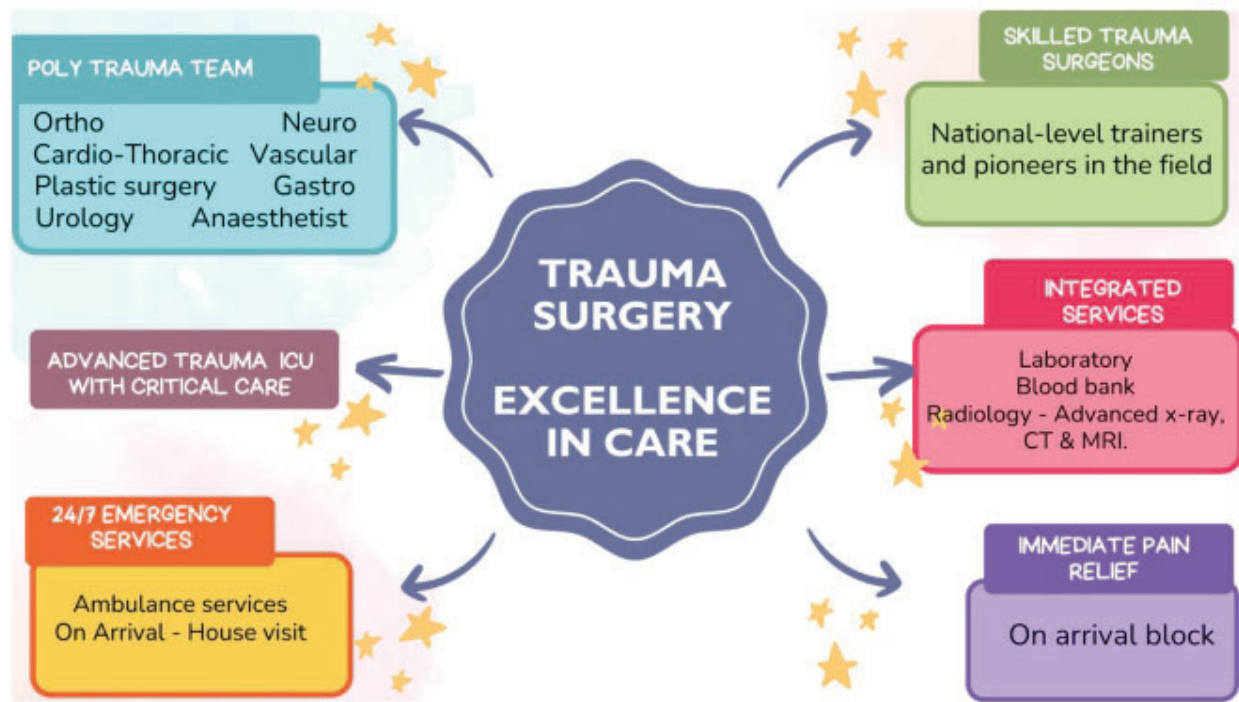 POLY TRAUMA TEAM
Ortho Neuro
Cardio-Thoracic Vascular
Plastic surgery Gastro
Urology Anaesthetist
ADVANCED TRAUMA ICU
WITH CRITICAL CARE
24/7 EMERGENCY
SERVICES
Ambulance services
On Arrival - House visit
TRAUMA
SURGERY
EXCELLENCE
IN CARE
SKILLED TRAUMA
SURGEONS
National-level trainers
and pioneers in the field
INTEGRATED
SERVICES
Laboratory
Blood bank
Radiology - Advanced x-ray,
CT & MRI.
IMMEDIATE PAIN
RELIEF
On arrival block